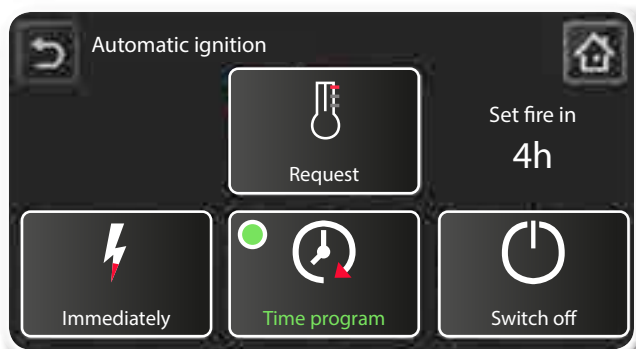 Automatic ignition
Request
Set fire in
4h
Immediately
Time program
Switch off